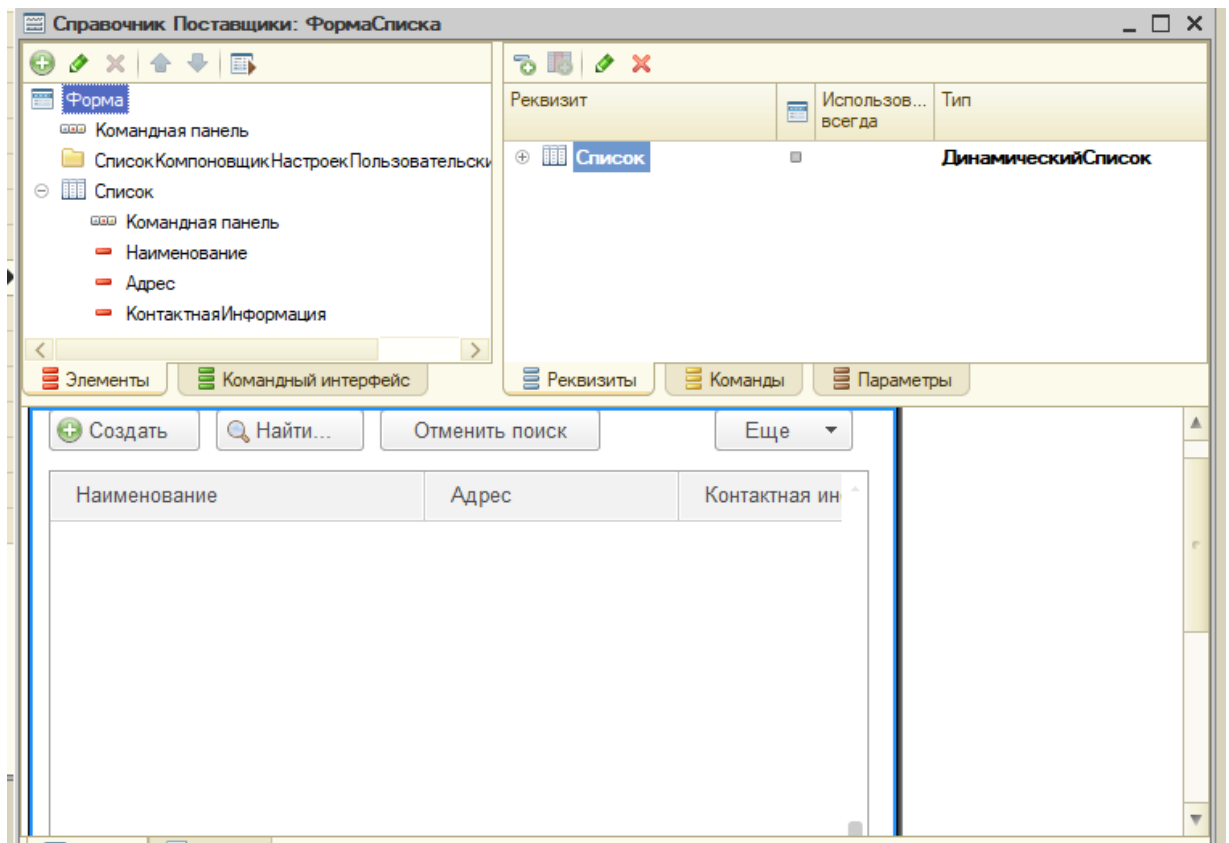 Справочник Поставщики: ФормаСписка
Форма
Командная панель
СписокКомпоновщикНастроекПользовательски
Список
Командная панель
Наименование
Адрес
КонтактнаяИнформация
Элементы
Командный интерфейс
Реквизит
Использов... Тип
всегда
Список
ДинамическийСписок
Реквизиты
Команды
Параметры
Создать
Найти...
Отменить поиск
Еще
Наименование
Адрес
Контактная ин